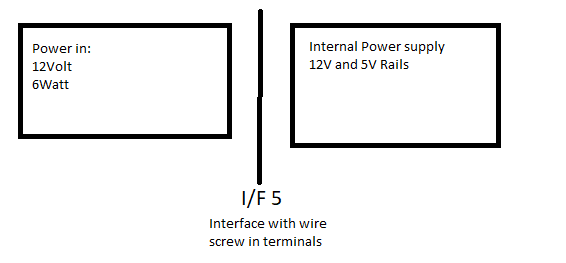 Power in:
12Volt
6Watt
Internal Power supply
12V and 5V Rails
I/F 5
Interface with wire
screw in terminals